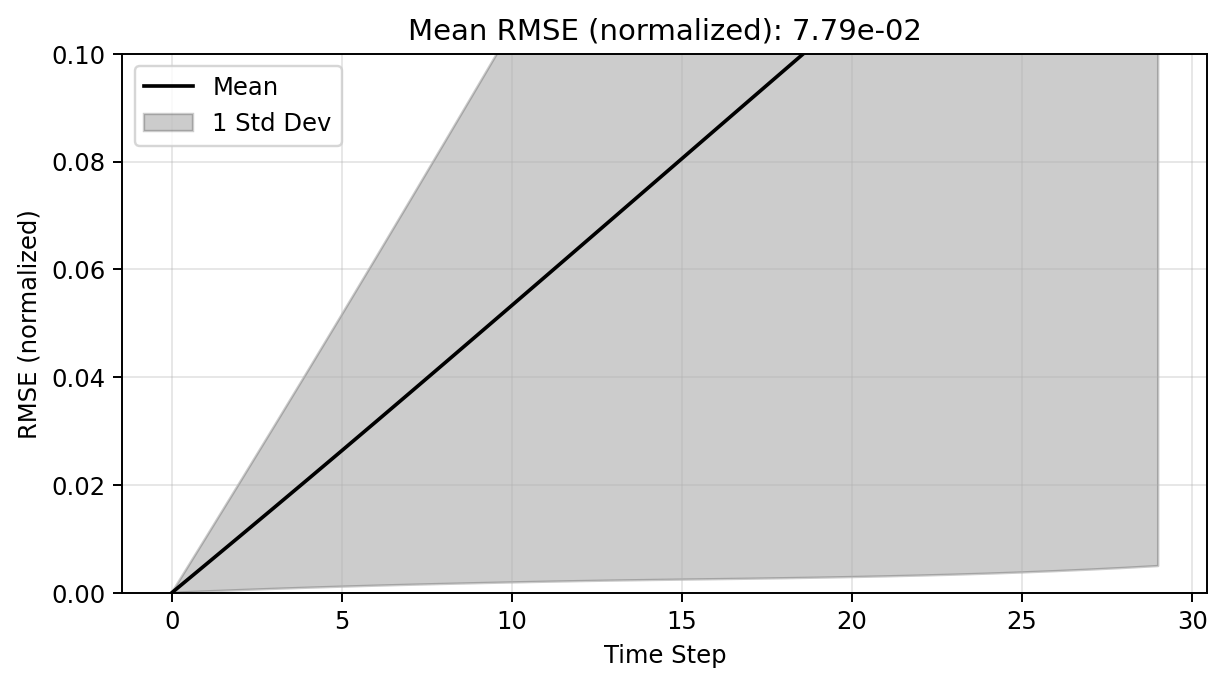 Mean RMSE (normalized): 7.79e-02
Mean
1 Std Dev
RMSE (normalized)
0.10
0.08
0.06
0.04
0.02
0.00
0 5 10 15 20 25 30
Time Step